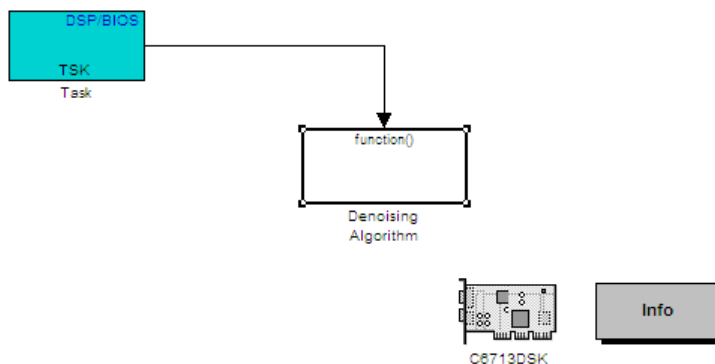 DSP/BIOS
TSK
Task
function()
Denoising
Algorithm
Info
C6713DSK